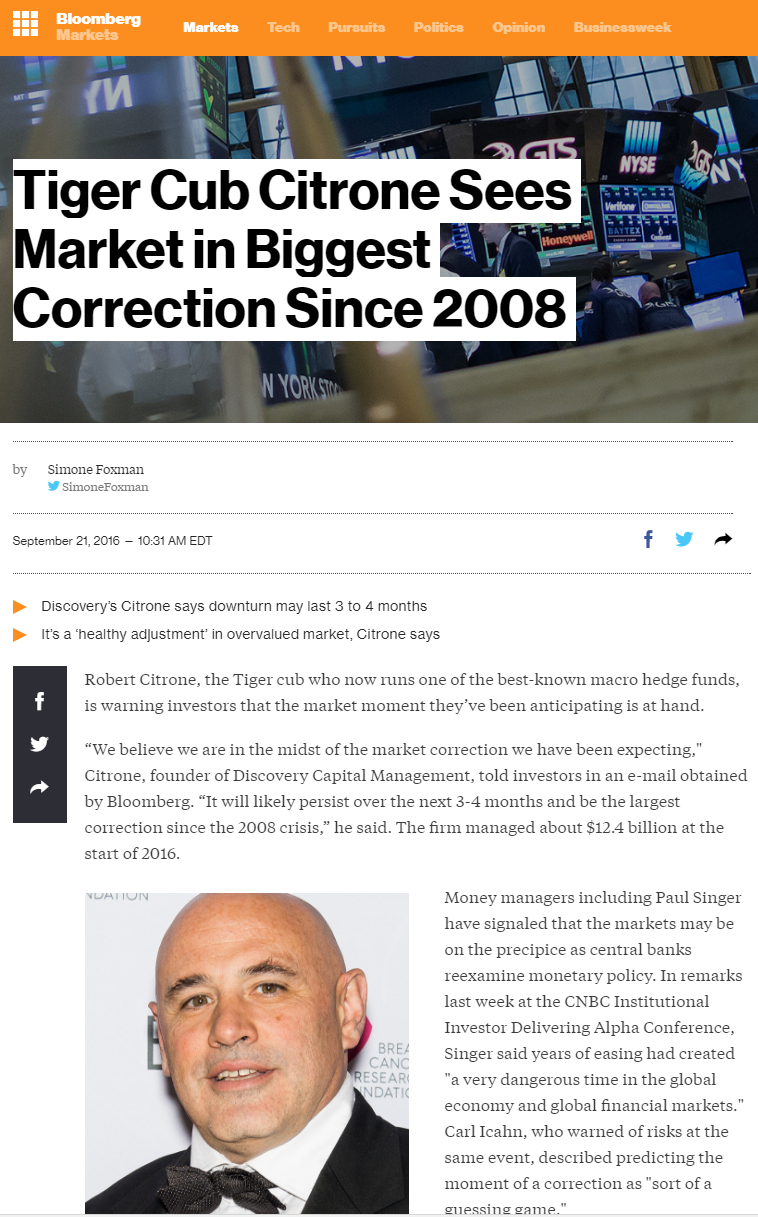 Bloomberg
Markets
Markets Tech Pursuits Politics Opinion Businessweek
GTS
NYSE
GTS
NY
Verifone
BAYTEX
Honeywell
Tiger Cub Citrone Sees
Market in Biggest
Correction Since 2008
by Simone Foxman
SimoneFoxman
September 21, 2016 – 10:31 AM EDT
Discovery’s Citrone says downturn may last 3 to 4 months
It’s a ‘healthy adjustment’ in overvalued market, Citrone says
Robert Citrone, the Tiger cub who now runs one of the best-known macro hedge funds,
is warning investors that the market moment they’ve been anticipating is at hand.
“We believe we are in the midst of the market correction we have been expecting,"
Citrone, founder of Discovery Capital Management, told investors in an e-mail obtained
by Bloomberg. “It will likely persist over the next 3-4 months and be the largest
correction since the 2008 crisis,” he said. The firm managed about $12.4 billion at the
start of 2016.
Money managers including Paul Singer
have signaled that the markets may be
on the precipice as central banks
reexamine monetary policy. In remarks
last week at the CNBC Institutional
Investor Delivering Alpha Conference,
Singer said years of easing had created
"a very dangerous time in the global
economy and global financial markets."
Carl Icahn, who warned of risks at the
same event, described predicting the
moment of a correction as "sort of a
guessing game."